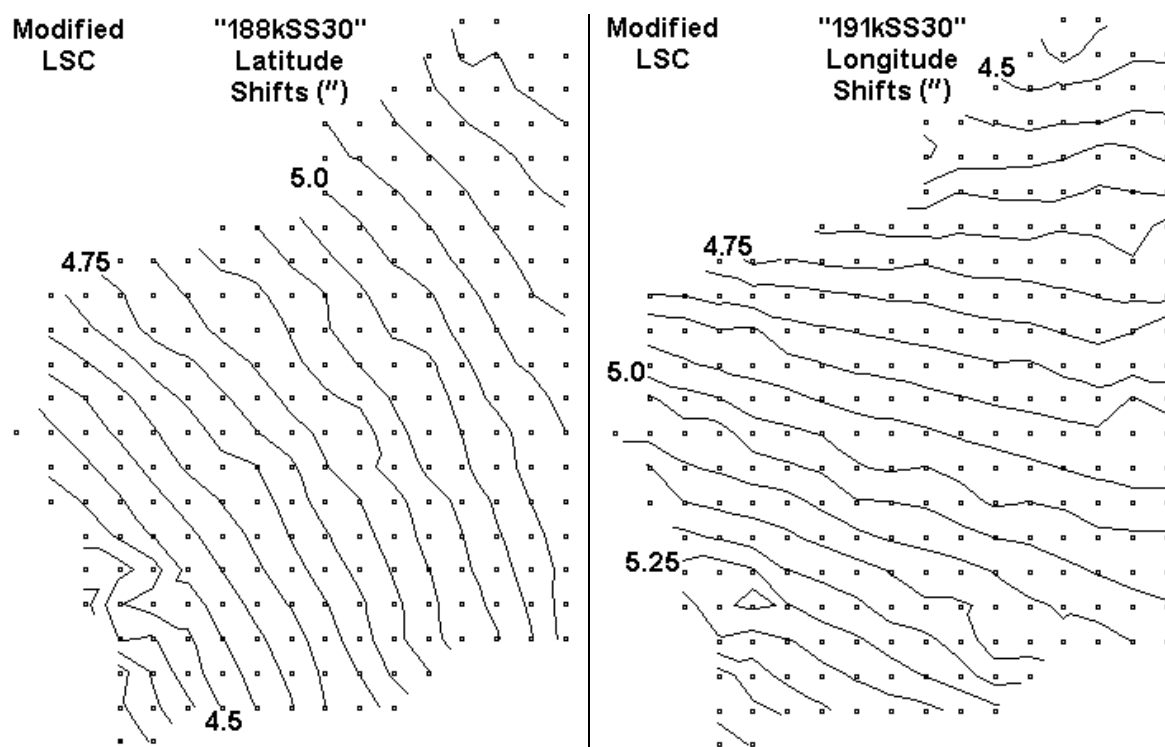 Modified
LSC
"188kSS30"
Latitude
Shifts (")
5.0
4.75
4.5
Modified
LSC
"191kSS30"
Longitude
Shifts (")
4.5
4.75
5.0
5.25